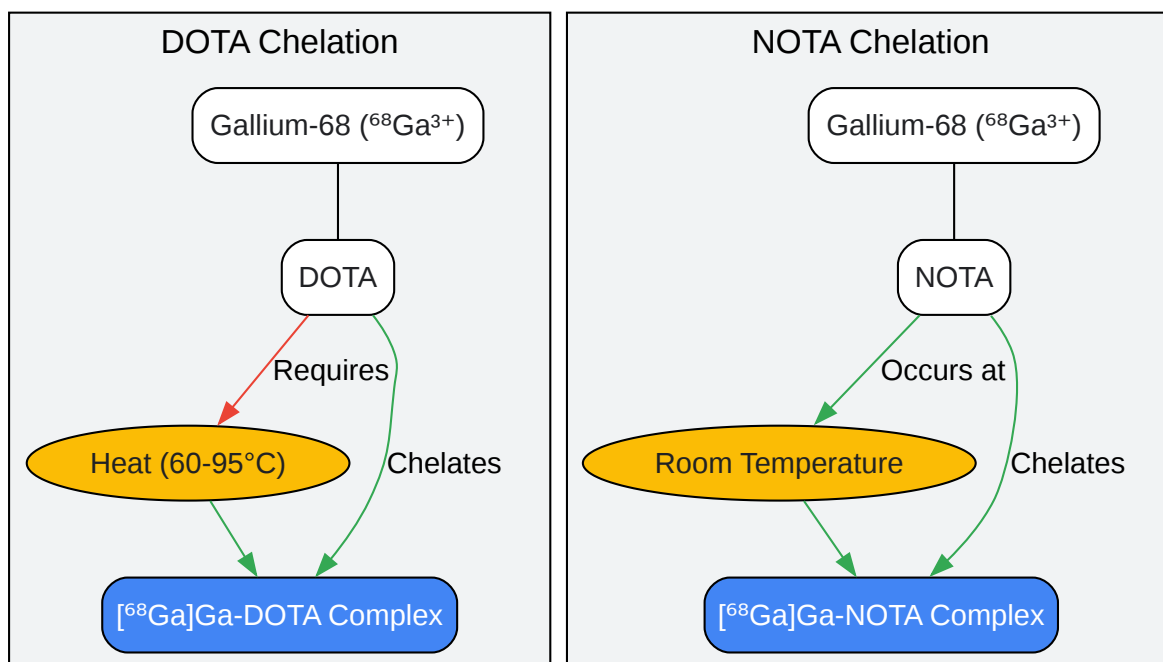 DOTA Chelation
Gallium-68 (⁶⁸Ga³⁺)
DOTA
Requires
Heat (60-95°C)
Chelates
[⁶⁸Ga]Ga-DOTA Complex
NOTA Chelation
Gallium-68 (⁶⁸Ga³⁺)
NOTA
Occurs at
Room Temperature
Chelates
[⁶⁸Ga]Ga-NOTA Complex